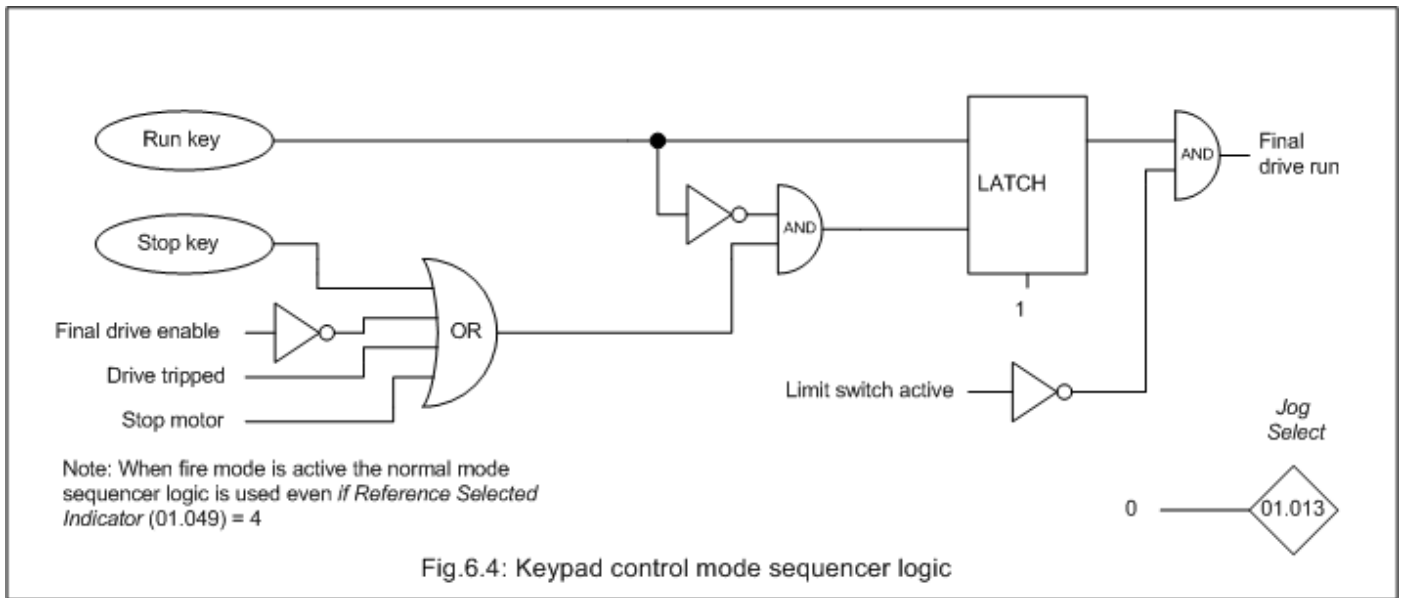 Run key
AND
Final
drive run
LATCH
AND
Stop key
1
OR
Final drive enable
Drive tripped
Stop motor
Limit switch active
Jog
Select
Note: When fire mode is active the normal mode
sequencer logic is used even if Reference Selected
Indicator (01.049) = 4
0
01.013
Fig.6.4: Keypad control mode sequencer logic